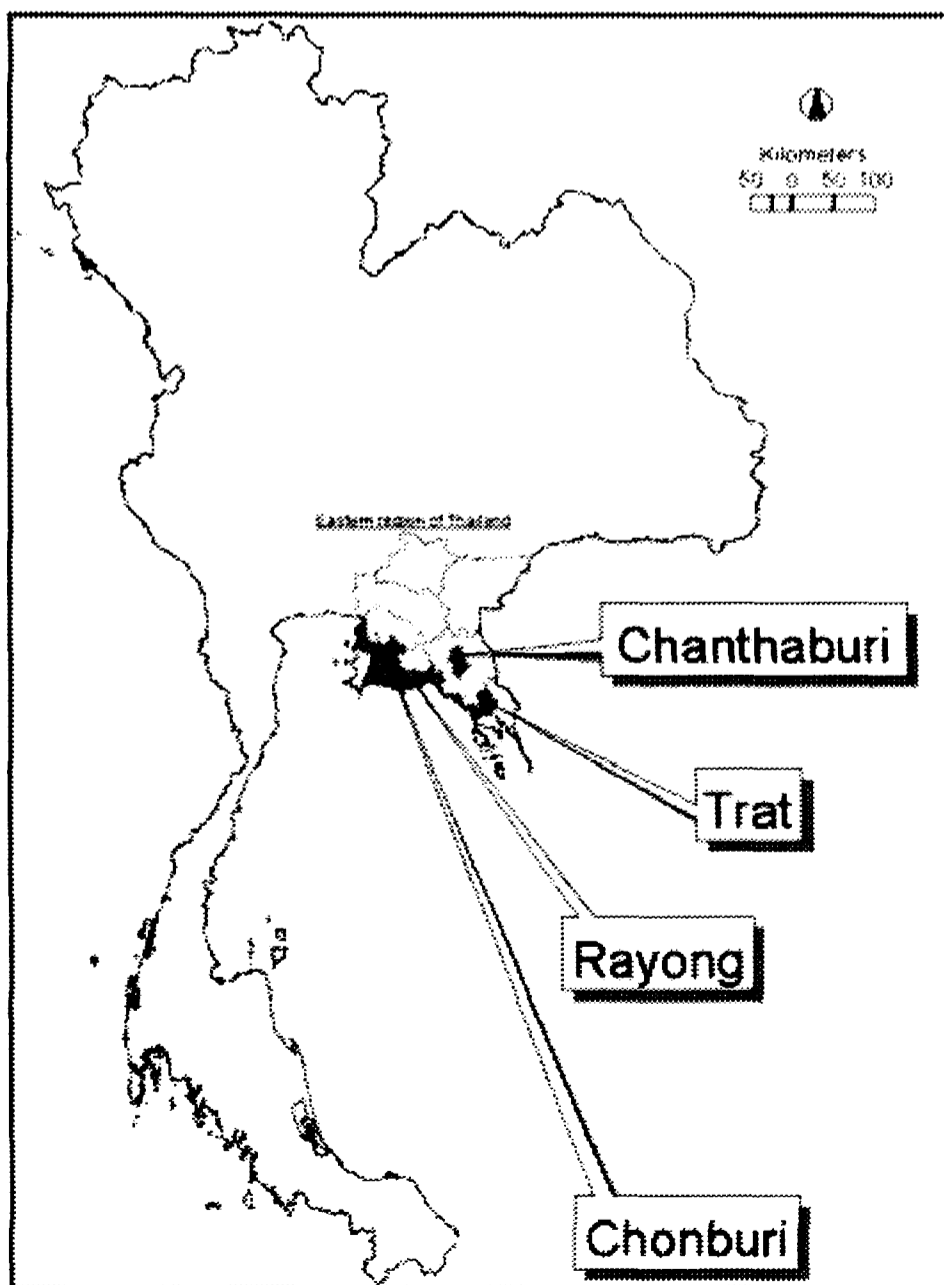 Kilometers
50 0 50 100
Eastern region of Thailand
Chanthaburi
Trat
Rayong
Chonburi